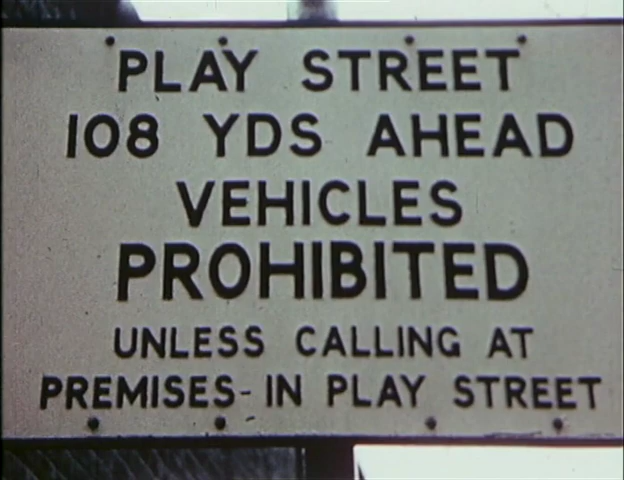 PLAY STREET
108 YDS AHEAD
VEHICLES
PROHIBITED
UNLESS CALLING AT
PREMISES-IN PLAY STREET